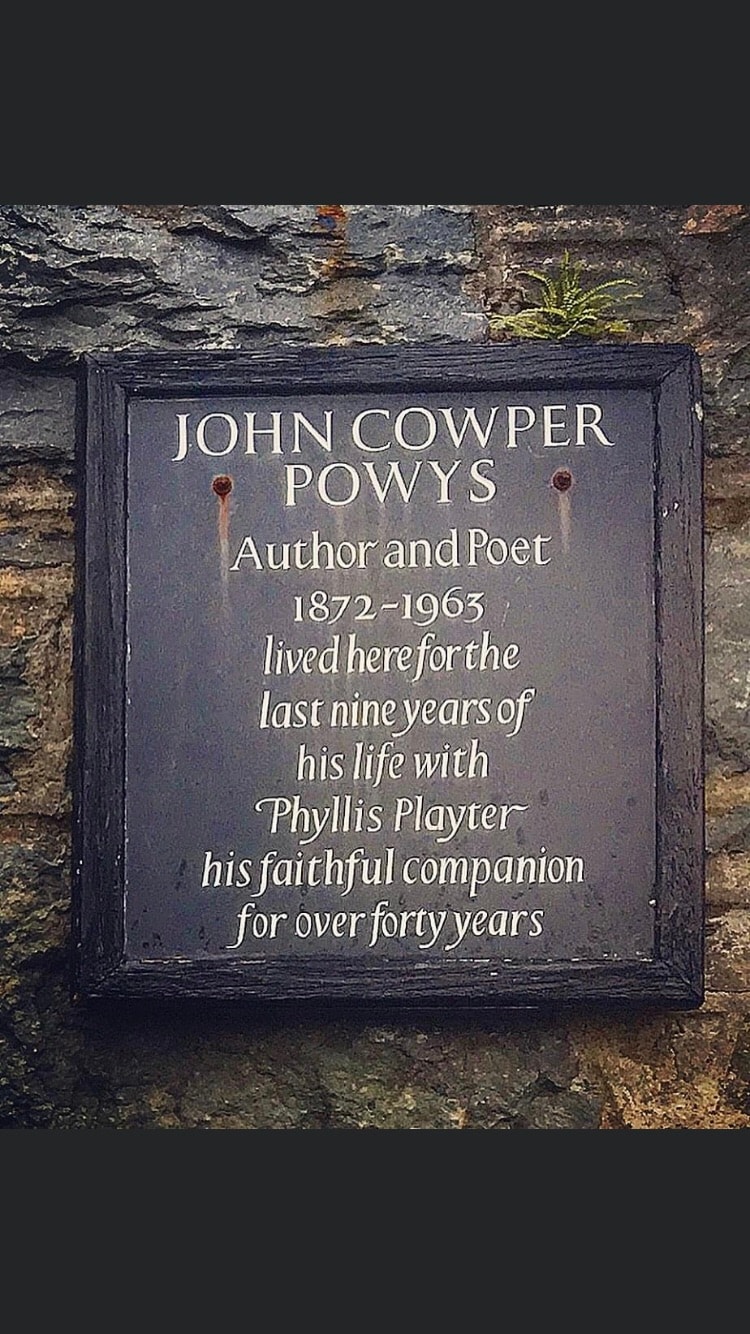 JOHN COWPER
POWYS
Author and Poet
1872-1963
lived here for the
last nine years of
his life with
Phyllis Playter
his faithful companion
for over forty years